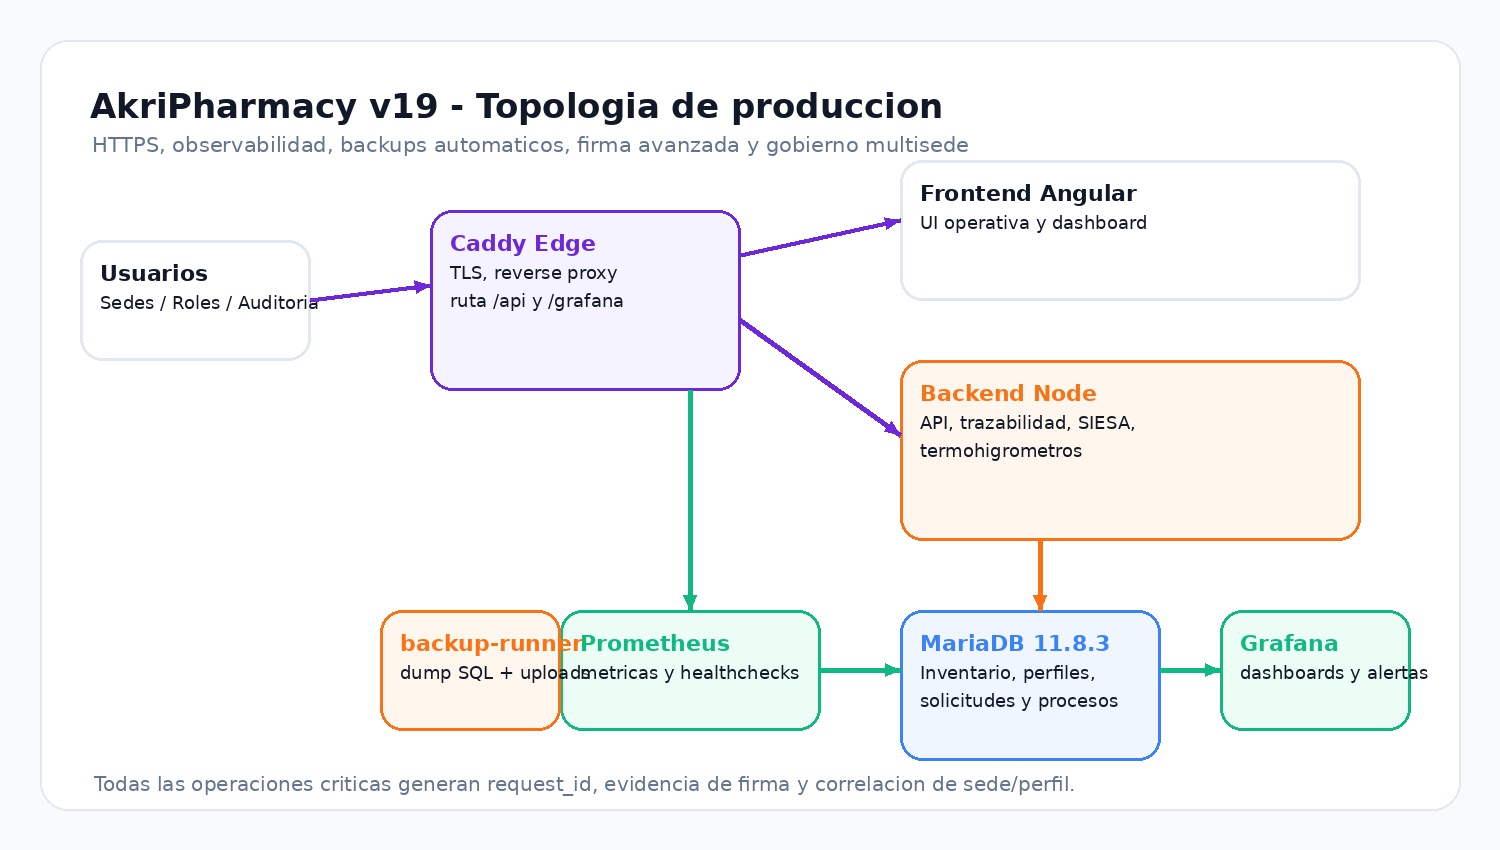 AkriPharmacy v19 - Topologia de produccion
HTTPS, observabilidad, backups automaticos, firma avanzada y gobierno multisede
Usuarios
Sedes / Roles / Auditoria
Caddy Edge
TLS, reverse proxy
ruta /api y /grafana
Frontend Angular
UI operativa y dashboard
Backend Node
API, trazabilidad, SIESA,
termohigrometros
backup-runner
dump SQL + uploads
Prometheus
metricas y healthchecks
MariaDB 11.8.3
Inventario, perfiles,
solicitudes y procesos
Grafana
dashboards y alertas
Todas las operaciones criticas generan request_id, evidencia de firma y correlacion de sede/perfil.